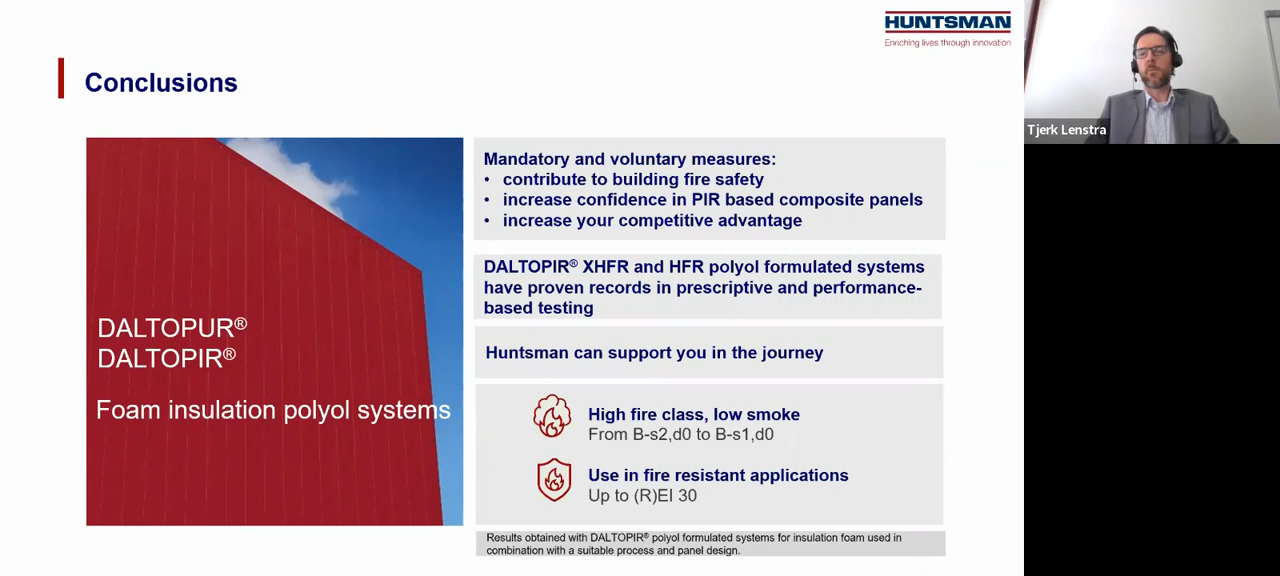 HUNTSMAN
Enriching lives through innovation
Conclusions
DALTOPUR®
DALTOPIR®
Foam insulation polyol systems
Mandatory and voluntary measures:
• contribute to building fire safety
• increase confidence in PIR based composite panels
• increase your competitive advantage
DALTOPIR® XHFR and HFR polyol formulated systems
have proven records in prescriptive and performance-
based testing
Huntsman can support you in the journey
High fire class, low smoke
From B-s2,d0 to B-s1,d0
Use in fire resistant applications
Up to (R)EI 30
Results obtained with DALTOPIR® polyol formulated systems for insulation foam used in
combination with a suitable process and panel design.
Tjerk Lenstra